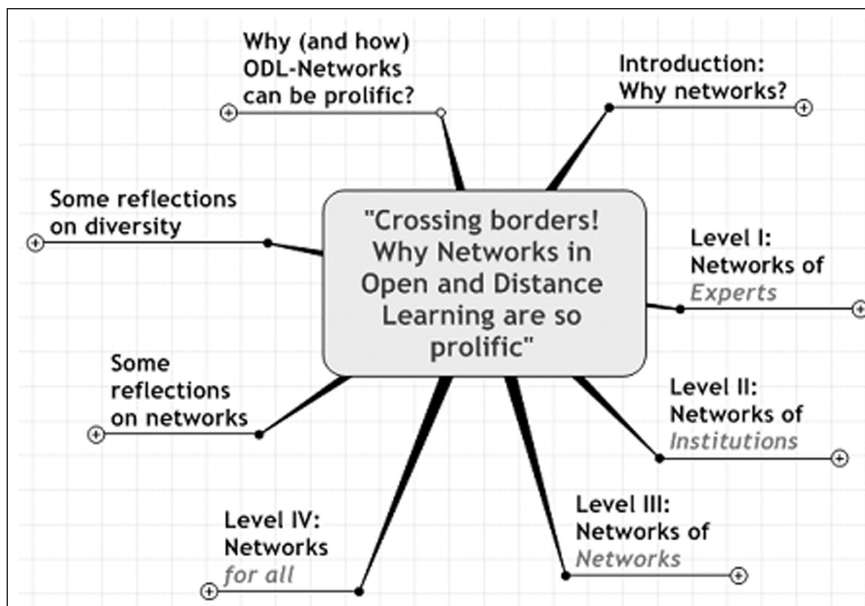 "Crossing borders!
Why Networks in
Open and Distance
Learning are so
prolific"
Introduction:
Why networks?
Level I:
Networks of
Experts
Level II:
Networks of
Institutions
Level III:
Networks of
Networks
Level IV:
Networks
for all
Some
reflections
on networks
Some reflections
on diversity
Why (and how)
ODL-Networks
can be prolific?